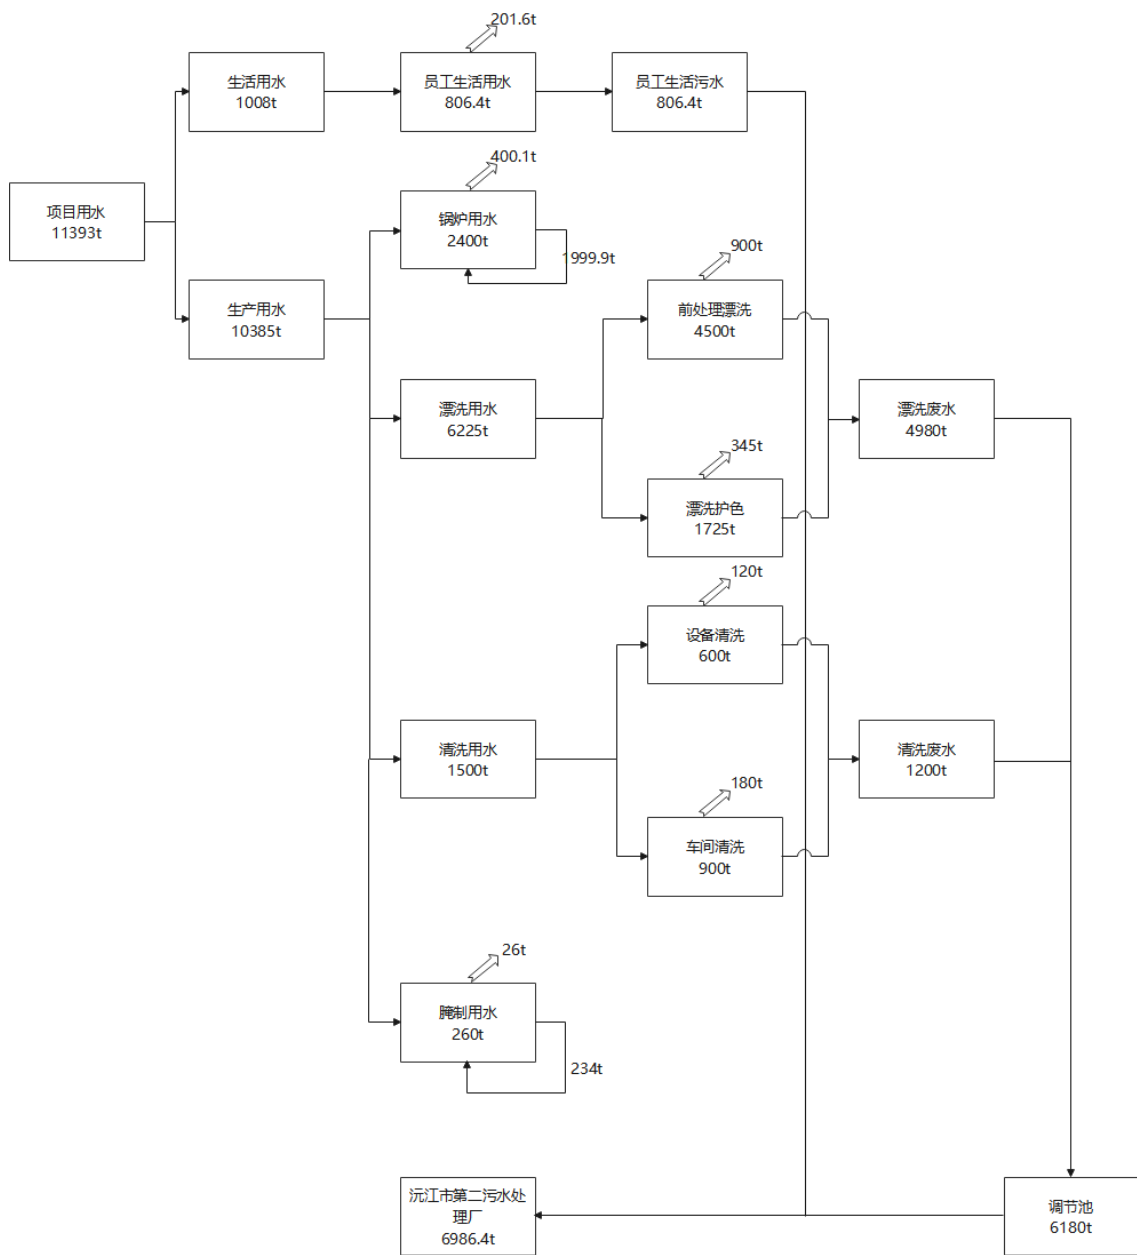 201.6t
生活用水
1008t
员工生活用水
806.4t
员工生活污水
806.4t
400.1t
项目用水
11393t
锅炉用水
2400t
1999.9t
900t
生产用水
10385t
前处理漂洗
4500t
漂洗用水
6225t
漂洗废水
4980t
345t
漂洗护色
1725t
120t
设备清洗
600t
清洗用水
1500t
清洗废水
1200t
180t
车间清洗
900t
26t
腌制用水
260t
234t
沅江市第二污水处
理厂
6986.4t
调节池
6180t